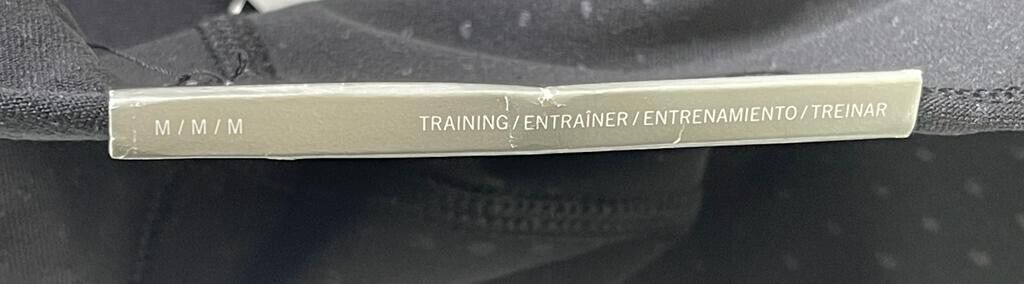 M / M / M
TRAINING / ENTRAÎNER / ENTRENAMIENTO / TREINAR